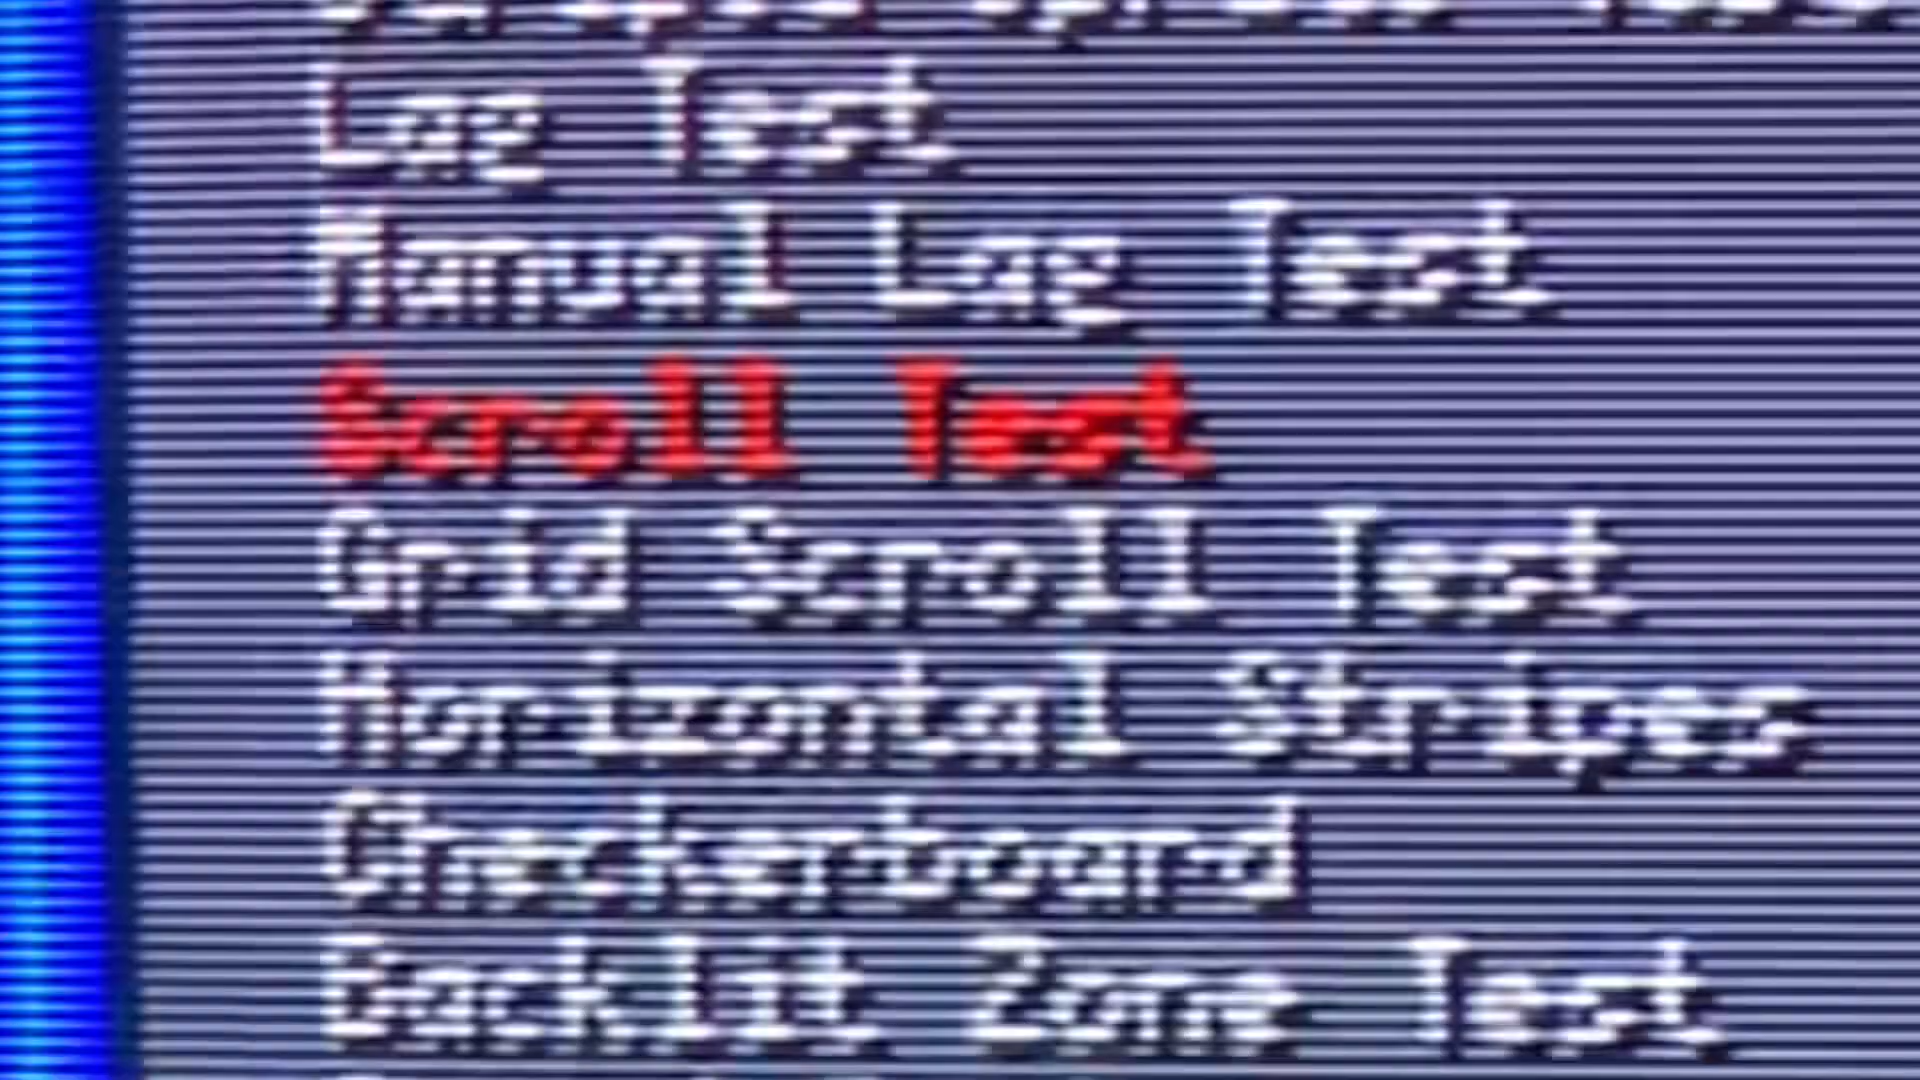 Lag Test
Manual Lag Test
Scroll Test
Grid Scroll Test
Horizontal Stripes
Checkerboard
Backlit Zone Test